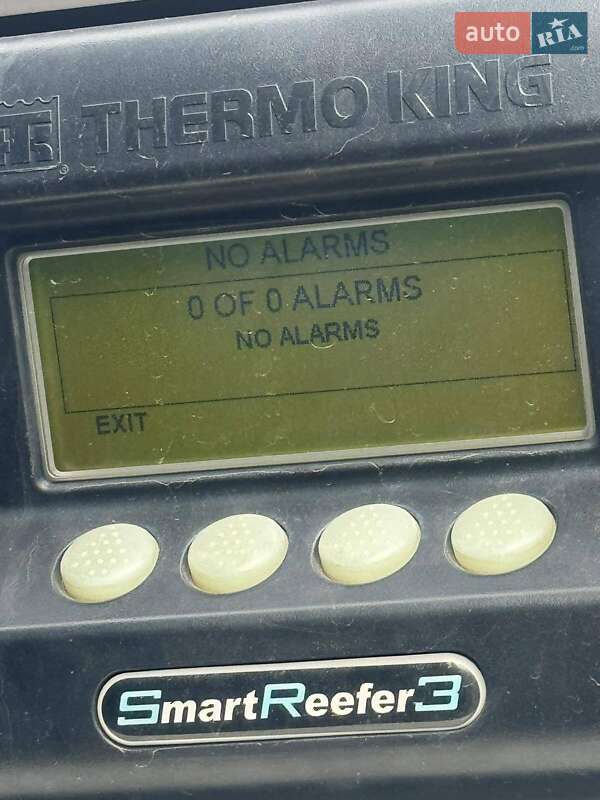 auto RIA.com
THERMO KING
NO ALARMS
0 OF 0 ALARMS
NO ALARMS
EXIT
SmartReefer3